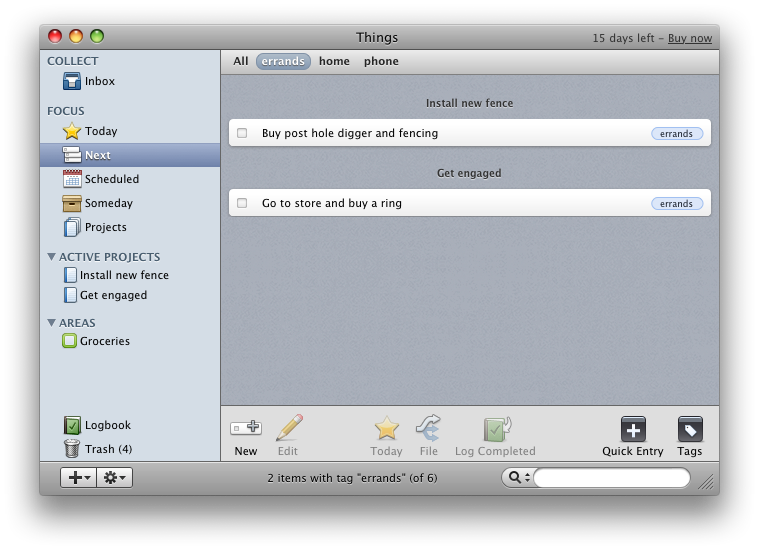 Things
15 days left – Buy now
COLLECT
Inbox
FOCUS
Today
Next
Scheduled
Someday
Projects
ACTIVE PROJECTS
Install new fence
Get engaged
AREAS
Groceries
Logbook
Trash (4)
All errands home phone
Install new fence
Buy post hole digger and fencing errands
Get engaged
Go to store and buy a ring errands
New Edit Today File Log Completed Quick Entry Tags
2 items with tag "errands" (of 6)